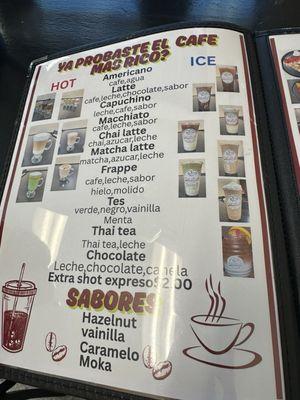 YA PROBASTE EL CAFE
MAS RICO?
HOT
ICE
Americano
cafe,agua
Latte
cafe,leche,chocolate,sabor
Capuchino
cafe,leche,sabor
Macchiato
cafe,leche,sabor
Chai latte
chai,azucar,leche
Matcha latte
matcha,azucar,leche
Frappe
cafe,leche,sabor
hielo,molido
Tes
verde,negro,vainilla
Menta
Thai tea
Thai tea,leche
Chocolate
Leche,chocolate,canela
Extra shot expreso$2.00
SABORES
Hazelnut
vainilla
Caramelo
Moka